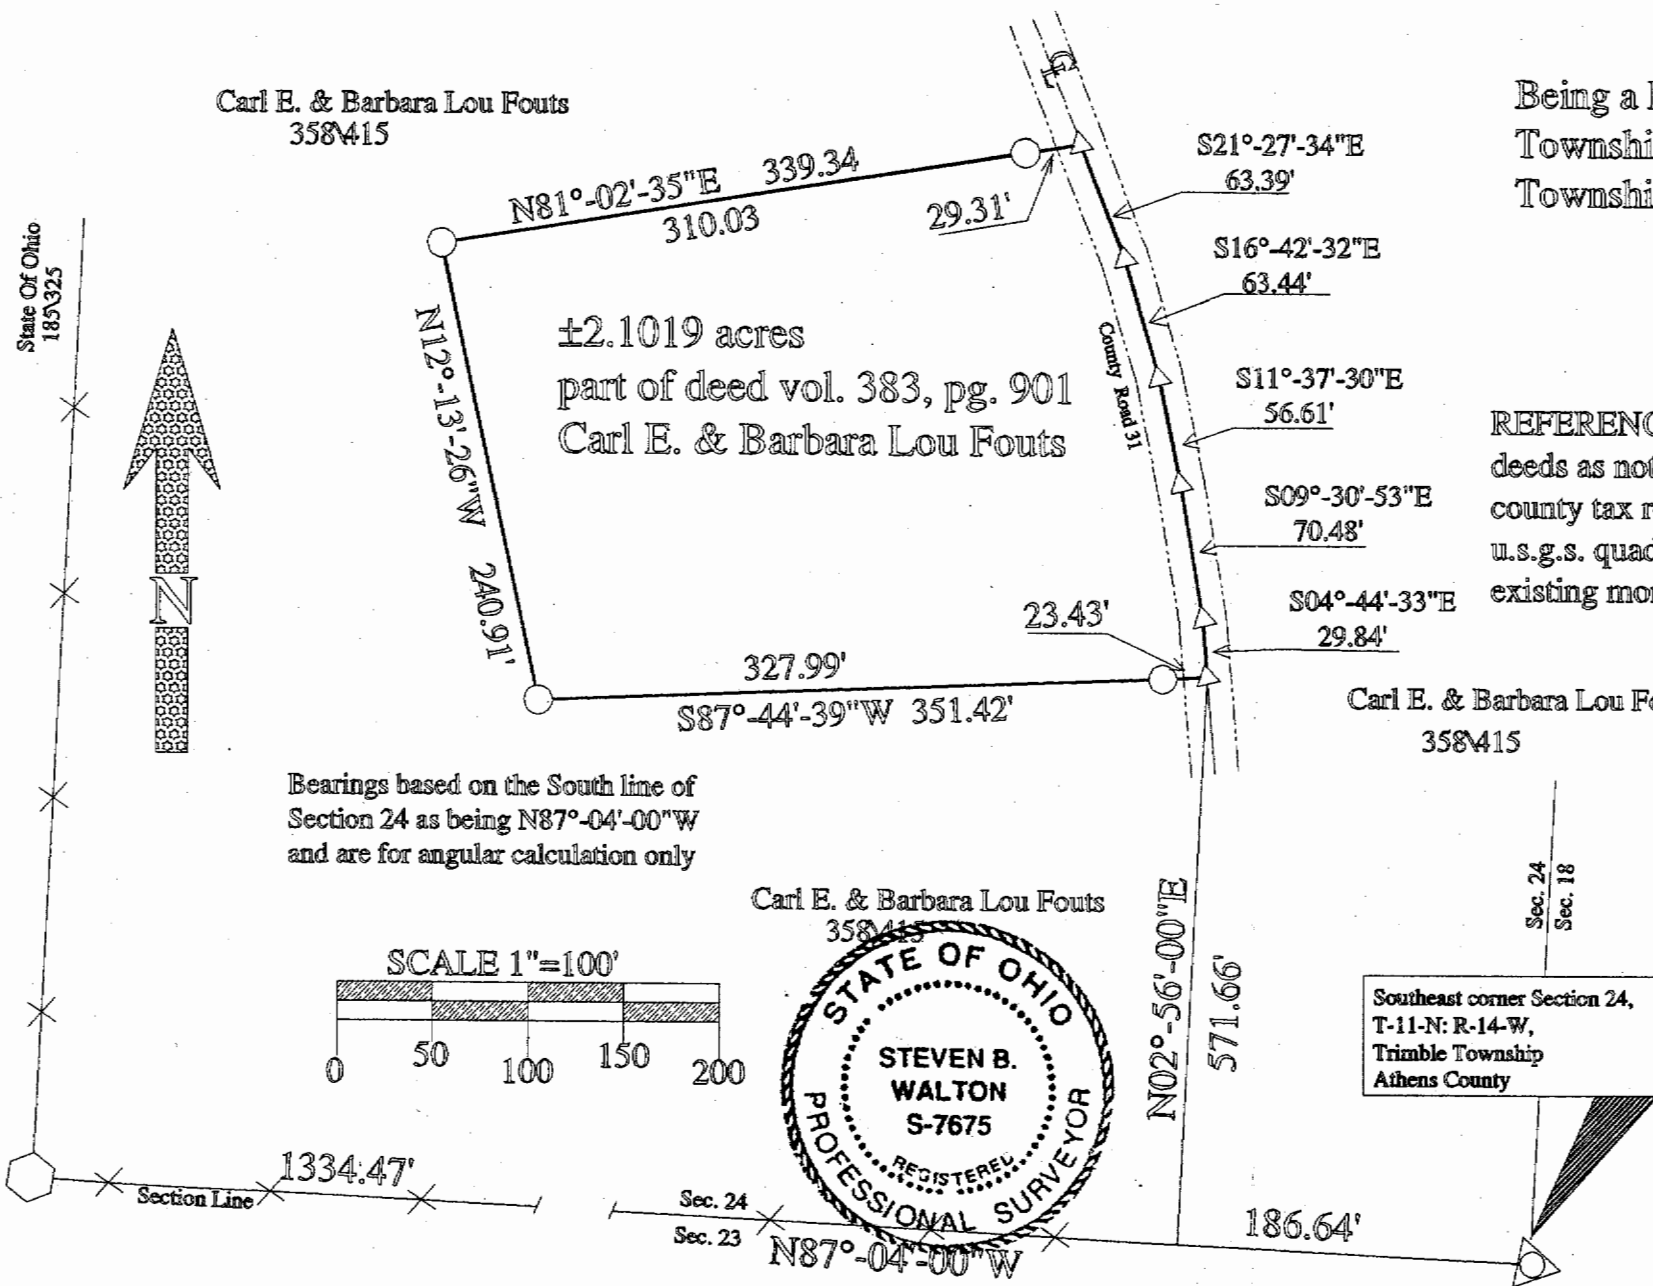 Carl E. & Barbara Lou Fouts
358\415
State Of Ohio
185\325
N
N81°-02'-35"E 339.34
310.03
29.31'
CL
County Road 31
S21°-27'-34"E
63.39'
S16°-42'-32"E
63.44'
S11°-37'-30"E
56.61'
S09°-30'-53"E
70.48'
S04°-44'-33"E
29.84'
N12°-13'-26"W 240.91'
±2.1019 acres
part of deed vol. 383, pg. 901
Carl E. & Barbara Lou Fouts
23.43'
327.99'
S87°-44'-39"W 351.42'
Being a
Townshi
Townshi
REFERENC
deeds as not
county tax r
u.s.g.s. quad
existing mor
Carl E. & Barbara Lou Fo
358\415
Bearings based on the South line of
Section 24 as being N87°-04'-00"W
and are for angular calculation only
Carl E. & Barbara Lou Fouts
358\415
SCALE 1"=100'
0 50 100 150 200
STATE OF OHIO
STEVEN B.
WALTON
S-7675
REGISTERED
PROFESSIONAL SURVEYOR
N02°-56'-00"E
571.66'
Sec. 24
Sec. 18
Southeast corner Section 24,
T-11-N: R-14-W,
Trimble Township
Athens County
1334.47'
Section Line
Sec. 24
Sec. 23
N87°-04'-00"W
186.64'